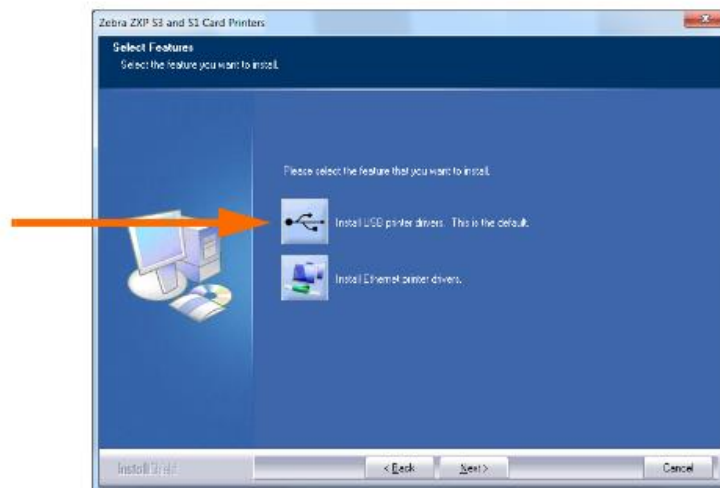 Zebra ZXP S3 and S1 Card Printers
Select Features
Select the feature you want to install.
Please select the feature that you want to install.
Install USB printer drivers. This is the default.
Install Ethernet printer drivers.
InstallShield
< Back
Next >
Cancel